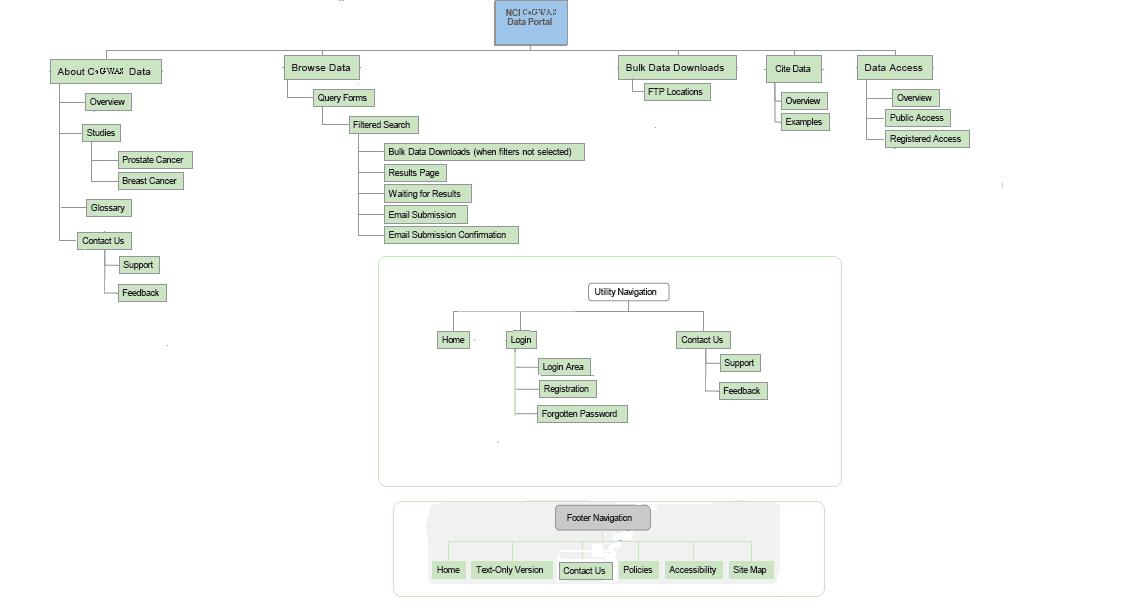 NCI CGWAS
Data Portal
About CGWAS Data
Browse Data
Bulk Data Downloads
Cite Data
Data Access
Overview
Studies
Prostate Cancer
Breast Cancer
Glossary
Contact Us
Support
Feedback
Query Forms
Filtered Search
Bulk Data Downloads (when filters not selected)
Results Page
Waiting for Results
Email Submission
Email Submission Confirmation
FTP Locations
Overview
Examples
Overview
Public Access
Registered Access
Utility Navigation
Home
Login
Contact Us
Login Area
Registration
Forgotten Password
Support
Feedback
Footer Navigation
Home
Text-Only Version
Contact Us
Policies
Accessibility
Site Map